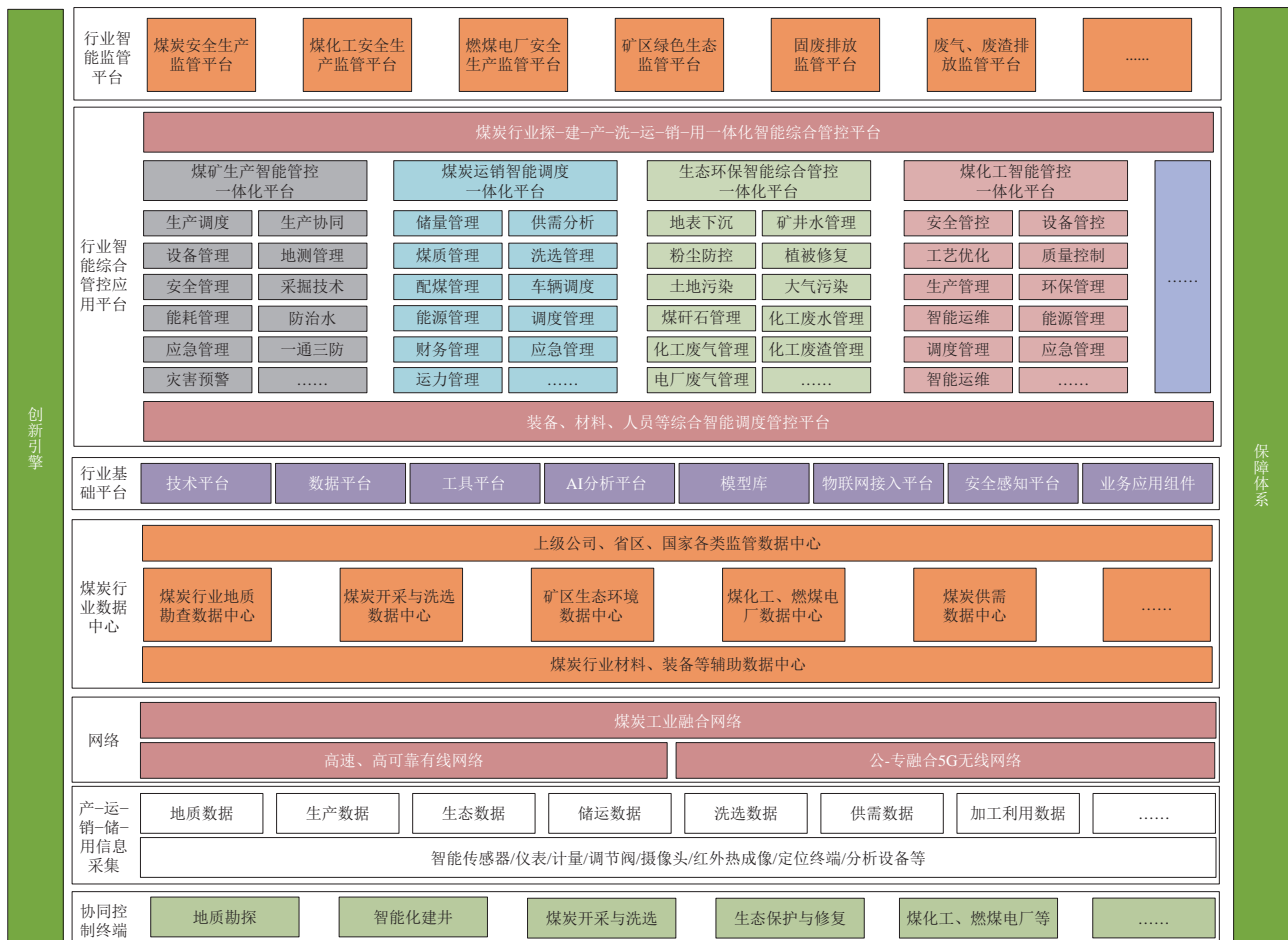 创新引擎
行业智
能监管
平台
煤炭安全生产
监管平台
煤化工安全生
产监管平台
燃煤电厂安全
生产监管平台
矿区绿色生态
监管平台
固废排放
监管平台
废气、废渣排
放监管平台
......
行业智
能综合
管控应
用平台
煤炭行业探–建–产–洗–运–销–用一体化智能综合管控平台
煤矿生产智能管控
一体化平台
生产调度
生产协同
设备管理
地测管理
安全管理
采掘技术
能耗管理
防治水
应急管理
一通三防
灾害预警
……
煤炭运销智能调度
一体化平台
储量管理
供需分析
煤质管理
洗选管理
配煤管理
车辆调度
能源管理
调度管理
财务管理
应急管理
运力管理
……
生态环保智能综合管控
一体化平台
地表下沉
矿井水管理
粉尘防控
植被修复
土地污染
大气污染
煤矸石管理
化工废水管理
化工废气管理
化工废渣管理
电厂废气管理
……
煤化工智能管控
一体化平台
安全管控
设备管控
工艺优化
质量控制
生产管理
环保管理
智能运维
能源管理
调度管理
应急管理
智能运维
……
……
装备、材料、人员等综合智能调度管控平台
行业基
础平台
技术平台
数据平台
工具平台
AI分析平台
模型库
物联网接入平台
安全感知平台
业务应用组件
煤炭行
业数据
中心
上级公司、省区、国家各类监管数据中心
煤炭行业地质
勘查数据中心
煤炭开采与洗选
数据中心
矿区生态环境
数据中心
煤化工、燃煤电
厂数据中心
煤炭供需
数据中心
……
煤炭行业材料、装备等辅助数据中心
网络
煤炭工业融合网络
高速、高可靠有线网络
公-专融合5G无线网络
产–运–
销–储–
用信息
采集
地质数据
生产数据
生态数据
储运数据
洗选数据
供需数据
加工利用数据
……
智能传感器/仪表/计量/调节阀/摄像头/红外热成像/定位终端/分析设备等
协同控
制终端
地质勘探
智能化建井
煤炭开采与洗选
生态保护与修复
煤化工、燃煤电厂等
……
保障体系